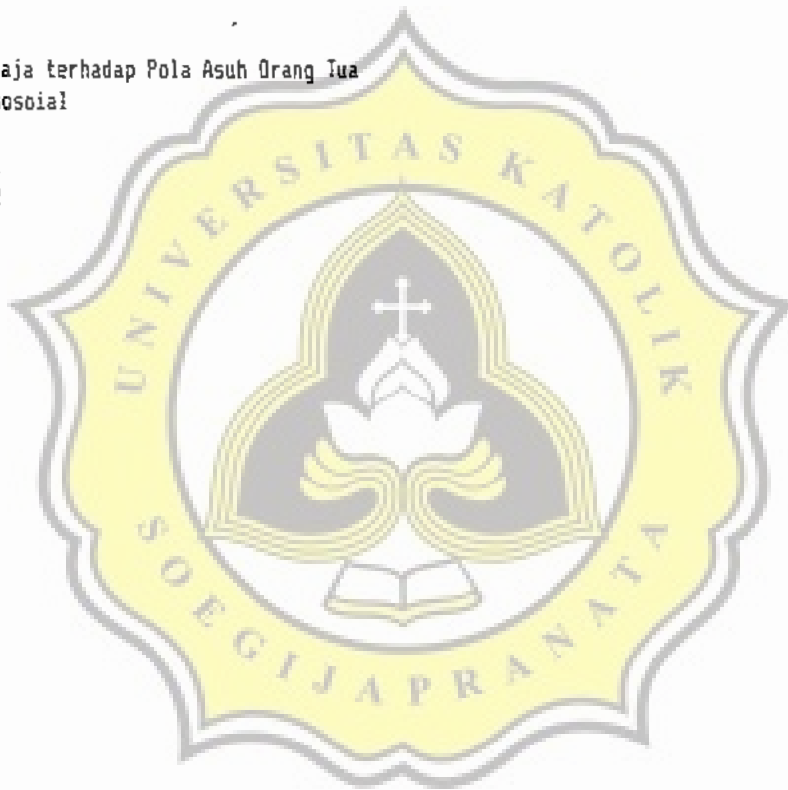 aja terhadap Pola Asuh Orang Tua
osoial
UNIVERSITAS KATOLIK
SOEGIJAPRANATA